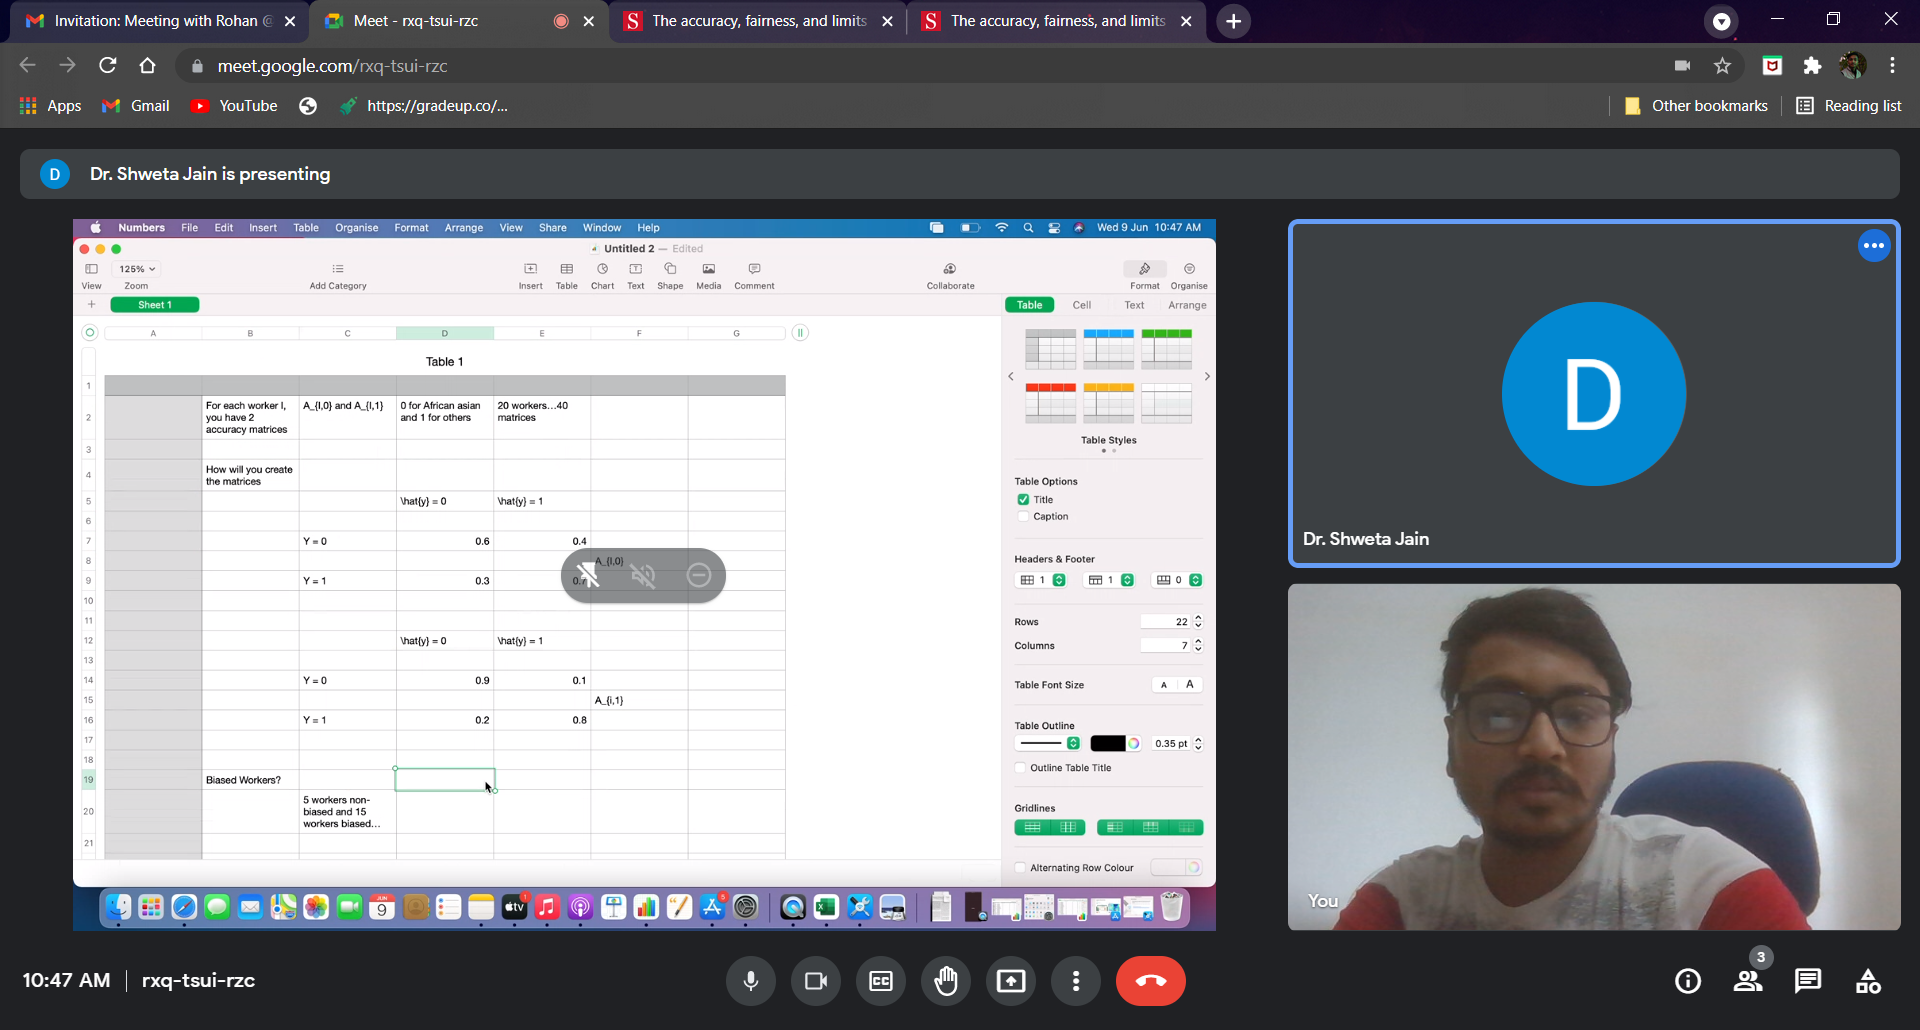 Invitation: Meeting with Rohan @
Meet - rxq-tsui-rzc
The accuracy, fairness, and limits
The accuracy, fairness, and limits
meet.google.com/rxq-tsui-rzc
Apps
Gmail
YouTube
https://gradeup.co/...
Other bookmarks
Reading list
D
Dr. Shweta Jain is presenting
Numbers File Edit Insert Table Organise Format Arrange View Share Window Help
Wed 9 Jun 10:47 AM
Untitled 2 — Edited
125%
View Zoom Add Category Insert Table Chart Text Shape Media Comment Collaborate Format Organise
Sheet 1
Table Cell Text Arrange
A B C D E F G
Table 1
1
2
For each worker I,
you have 2
accuracy matrices
A_{I,0} and A_{I,1}
0 for African asian
and 1 for others
20 workers...40
matrices
3
4
How will you create
the matrices
5
\hat{y} = 0
\hat{y} = 1
6
7
Y = 0
0.6
0.4
8
A_{I,0}
9
Y = 1
0.3
10
11
12
\hat{y} = 0
\hat{y} = 1
13
14
Y = 0
0.9
0.1
15
A_{i,1}
16
Y = 1
0.2
0.8
17
18
19
Biased Workers?
20
5 workers non-
biased and 15
workers biased...
21
Table Styles
Table Options
Title
Caption
Headers & Footer
1
1
0
Rows
22
Columns
7
Table Font Size
A A
Table Outline
0.35 pt
Outline Table Title
Gridlines
Alternating Row Colour
JUN
9
tv
D
Dr. Shweta Jain
You
10:47 AM
rxq-tsui-rzc
3